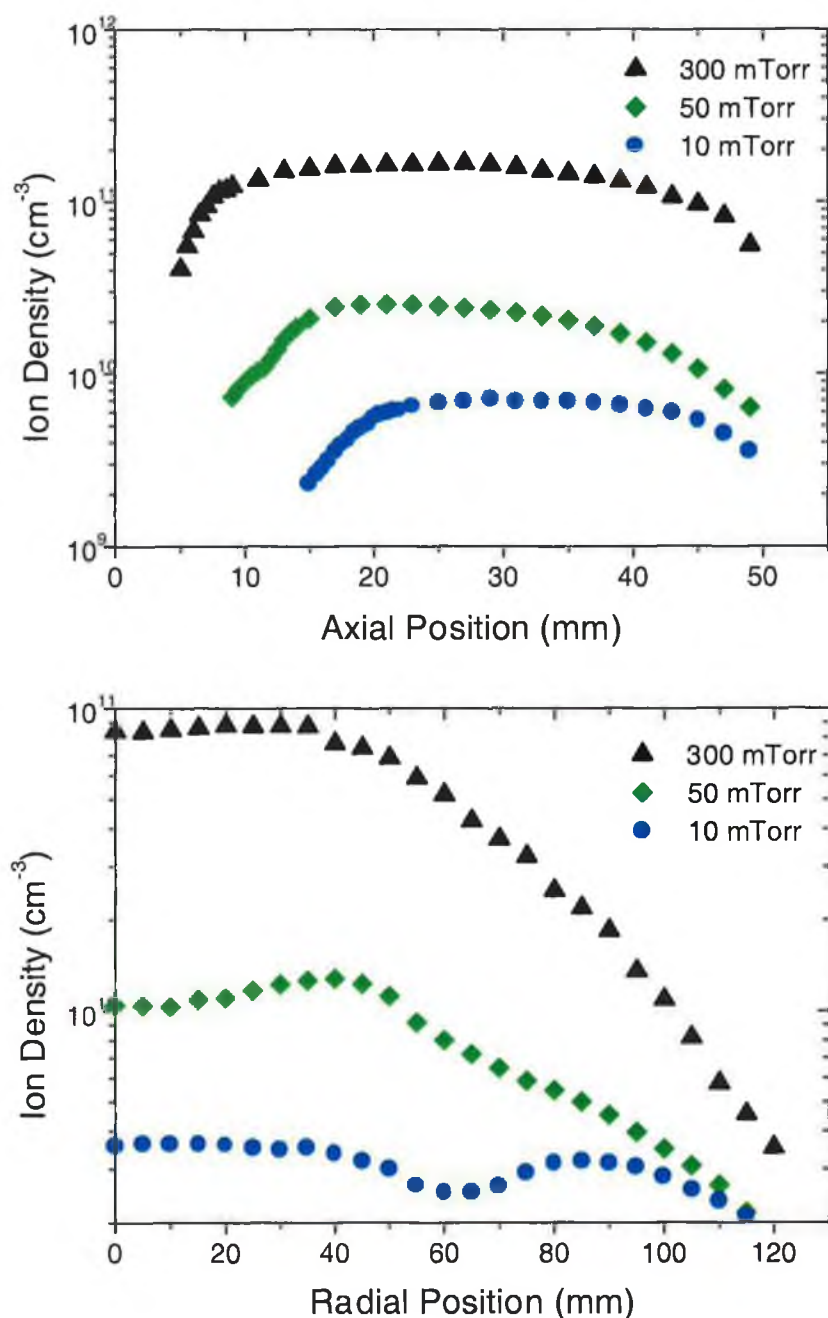 10¹²
300 mTorr
50 mTorr
10 mTorr
10¹¹
10¹⁰
10⁹
Ion Density (cm⁻³)
0 10 20 30 40 50
Axial Position (mm)
10¹¹
300 mTorr
50 mTorr
10 mTorr
Ion Density (cm⁻³)
0 20 40 60 80 100 120
Radial Position (mm)